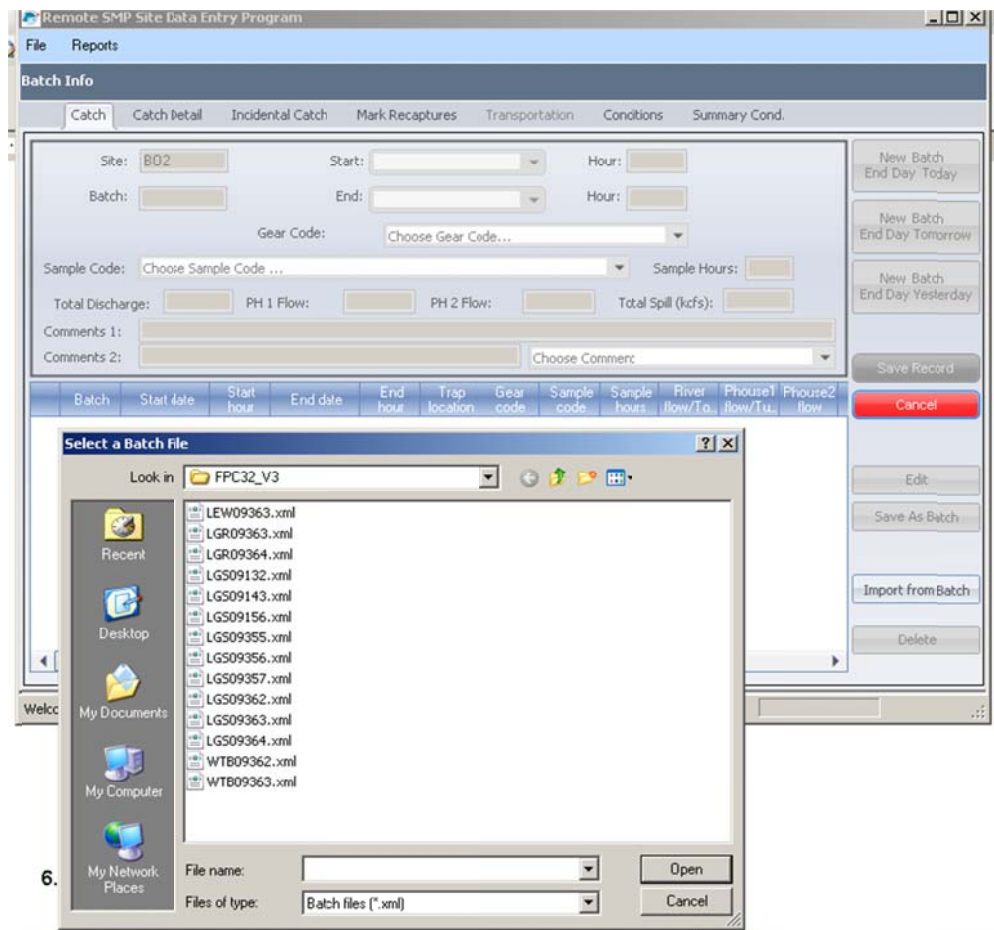 Remote SMP Site Data Entry Program
File Reports
Batch Info
Catch Catch Detail Incidental Catch Mark Recaptures Transportation Conditions Summary Cond.
Site: BO2 Start: Hour:
Batch: End: Hour:
Gear Code: Choose Gear Code...
Sample Code: Choose Sample Code ... Sample Hours:
Total Discharge: PH 1 Flow: PH 2 Flow: Total Spill (kcfs):
Comments 1:
Comments 2: Choose Comment
New Batch
End Day Today
New Batch
End Day Tomorrow
New Batch
End Day Yesterday
Save Record
Cancel
Edit
Save As Batch
Import from Batch
Delete
Batch Start date Start hour End date End hour Trap location Gear code Sample code Sample hours River flow/To.. Phouse1 flow/Tu.. Phouse2 flow
Select a Batch File
Look in FPC32_V3
Recent
Desktop
My Documents
My Computer
My Network
Places
LEW09363.xml
LGR09363.xml
LGR09364.xml
LGS09132.xml
LGS09143.xml
LGS09156.xml
LGS09355.xml
LGS09356.xml
LGS09357.xml
LGS09362.xml
LGS09363.xml
LGS09364.xml
WTB09362.xml
WTB09363.xml
File name: Open
Files of type: Batch files (*.xml) Cancel
Welcc
6.